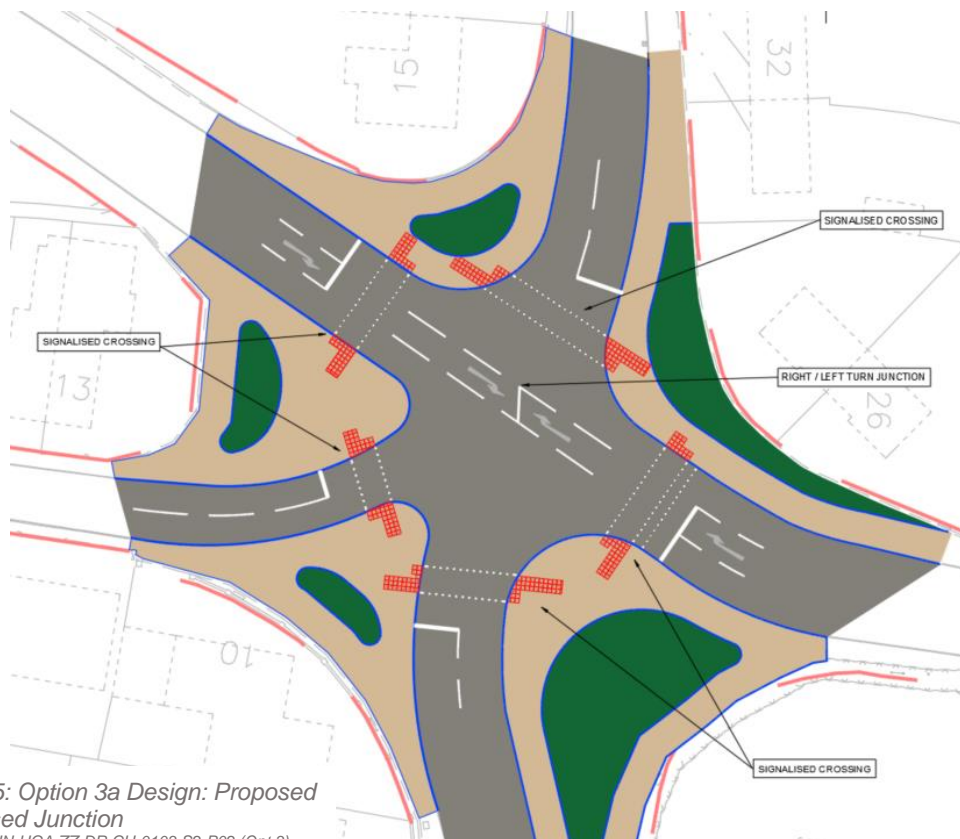 15
32
SIGNALISED CROSSING
SIGNALISED CROSSING
RIGHT / LEFT TURN JUNCTION
13
26
10
SIGNALISED CROSSING
5: Option 3a Design: Proposed
ed Junction